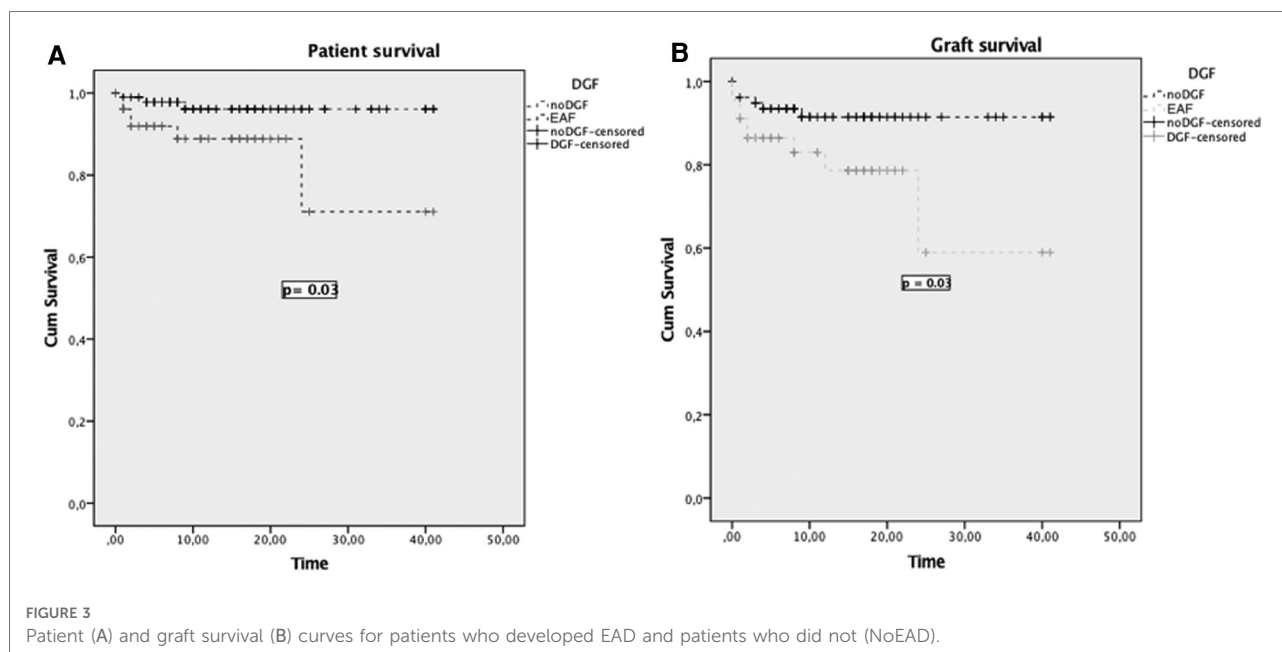 A
Patient survival
DGF
noDGF
EAF
noDGF-censored
DGF-censored
1,0
0,8
0,6
0,4
0,2
0,0
Cum Survival
p= 0.03
,00
10,00
20,00
30,00
40,00
50,00
Time
B
Graft survival
DGF
noDGF
EAF
noDGF-censored
DGF-censored
1,0
0,8
0,6
0,4
0,2
0,0
Cum Survival
p = 0.03
,00
10,00
20,00
30,00
40,00
50,00
Time
FIGURE 3
Patient (A) and graft survival (B) curves for patients who developed EAD and patients who did not (NoEAD).